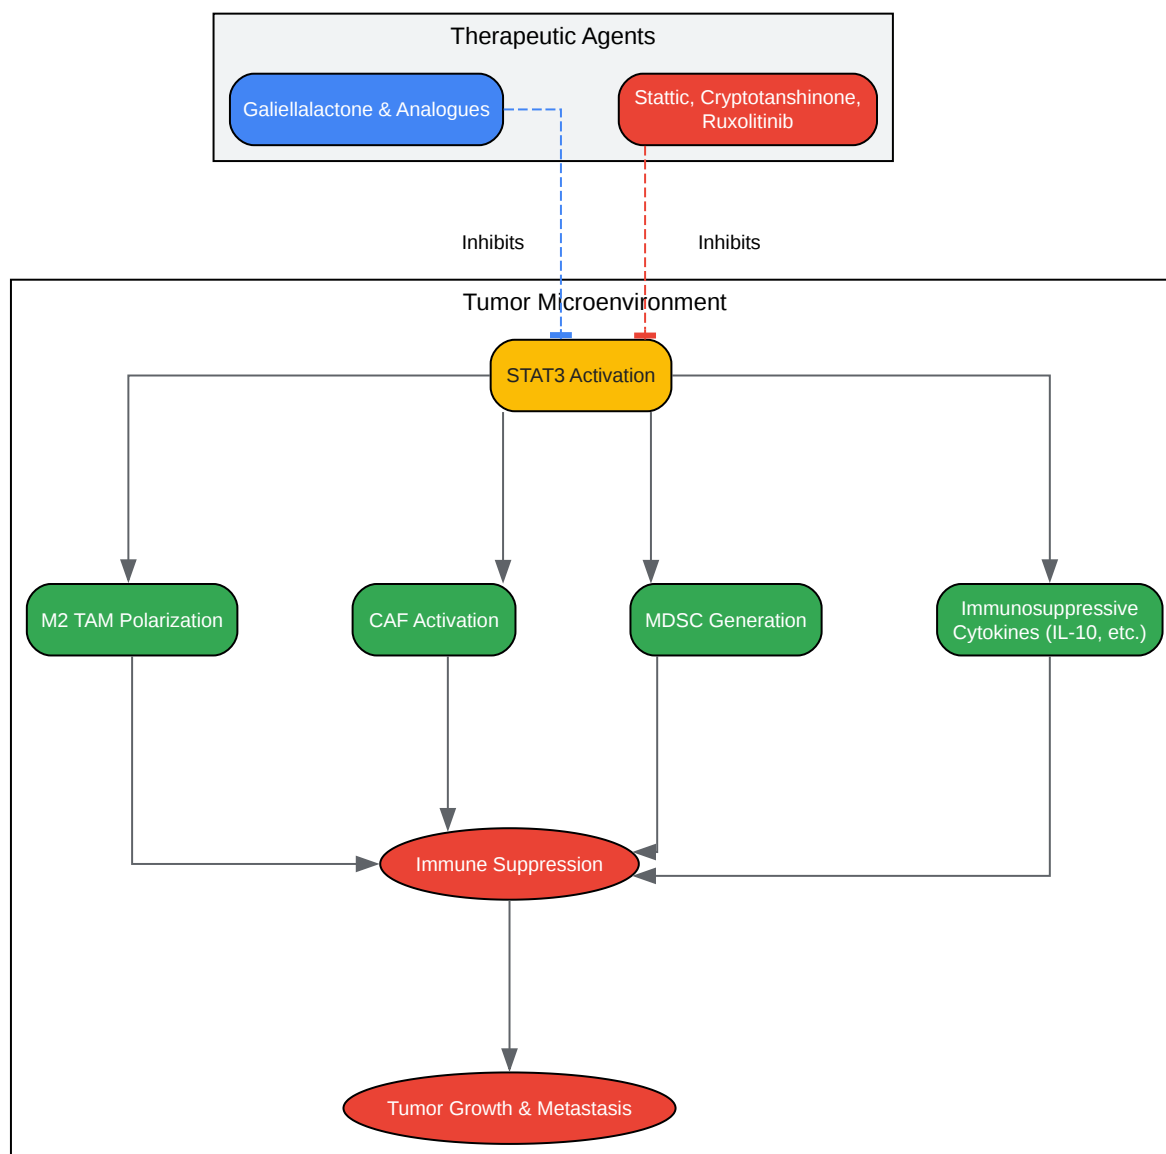 Therapeutic Agents
Galiellalactone & Analogues
Stattic, Cryptotanshinone,
Ruxolitinib
Inhibits
Inhibits
Tumor Microenvironment
STAT3 Activation
M2 TAM Polarization
CAF Activation
MDSC Generation
Immunosuppressive
Cytokines (IL-10, etc.)
Immune Suppression
Tumor Growth & Metastasis